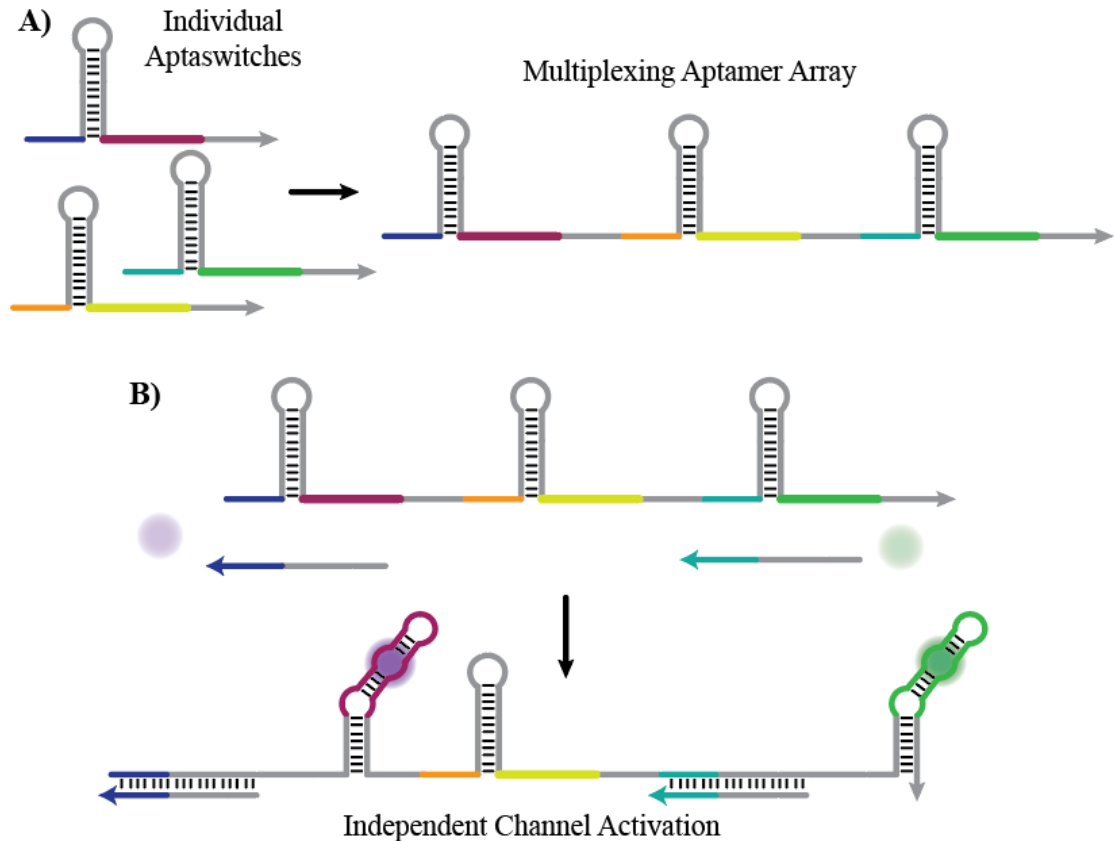 A)
Individual
Aptaswitches
Multiplexing Aptamer Array
B)
Independent Channel Activation